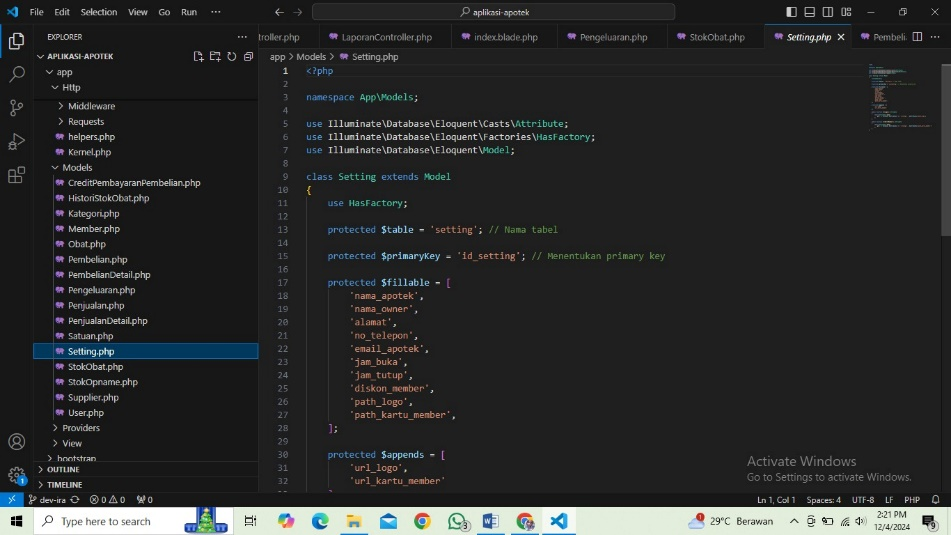 File Edit Selection View Go Run ···
aplikasi-apotek
EXPLORER ···
troller.php LaporanController.php index.blade.php Pengeluaran.php StokObat.php Setting.php Pembeli ···
APLIKASI-APOTEK
app > Models > Setting.php
app
Http
Middleware
Requests
helpers.php
Kernel.php
Models
CreditPembayaranPembelian.php
HistoriStokObat.php
Kategori.php
Member.php
Obat.php
Pembelian.php
PembelianDetail.php
Pengeluaran.php
Penjualan.php
PenjualanDetail.php
Satuan.php
Setting.php
StokObat.php
StokOpname.php
Supplier.php
User.php
Providers
View
bootstrap
OUTLINE
TIMELINE
1 <?php
2
3 namespace App\Models;
4
5 use Illuminate\Database\Eloquent\Casts\Attribute;
6 use Illuminate\Database\Eloquent\Factories\HasFactory;
7 use Illuminate\Database\Eloquent\Model;
8
9 class Setting extends Model
10 {
11 use HasFactory;
12
13 protected $table = 'setting'; // Nama tabel
14
15 protected $primaryKey = 'id_setting'; // Menentukan primary key
16
17 protected $fillable = [
18 'nama_apotek',
19 'nama_owner',
20 'alamat',
21 'no_telepon',
22 'email_apotek',
23 'jam_buka',
24 'jam_tutup',
25 'diskon_member',
26 'path_logo',
27 'path_kartu_member',
28 ];
29
30 protected $appends = [
31 'url_logo',
32 'url_kartu_member'
Activate Windows
Go to Settings to activate Windows.
dev-ira 0 0 0 Ln 1, Col 1 Spaces: 4 UTF-8 LF PHP
Type here to search
29°C Berawan
2:21 PM
12/4/2024